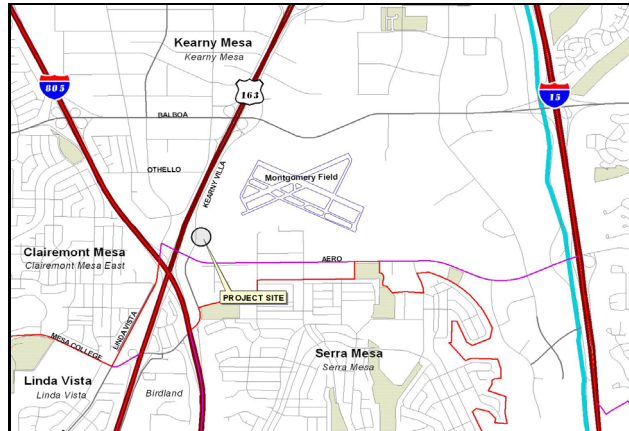 Kearny Mesa
Kearny Mesa
805
163
15
BALBOA
OTHELLO
KEARNY VILLA
Montgomery Field
Clairemont Mesa
Clairemont Mesa East
AERO
PROJECT SITE
LINDA VISTA
MESA COLLEGE
Serra Mesa
Serra Mesa
Linda Vista
Linda Vista
Birdland